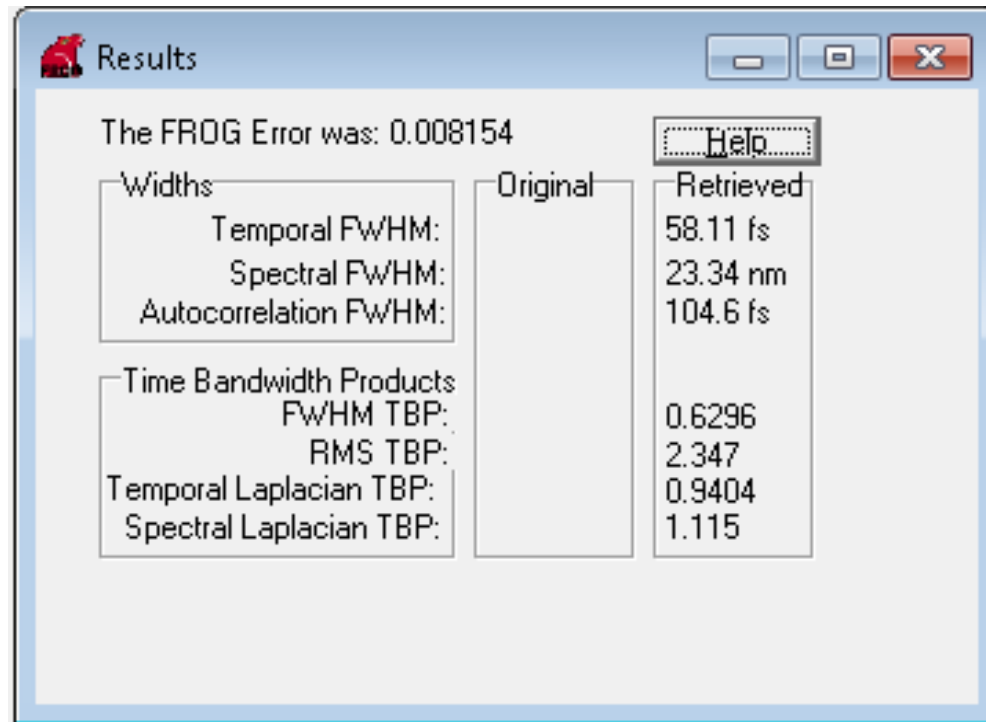 Results
The FROG Error was: 0.008154
Help
Widths Original Retrieved
Temporal FWHM: 58.11 fs
Spectral FWHM: 23.34 nm
Autocorrelation FWHM: 104.6 fs
Time Bandwidth Products
FWHM TBP: 0.6296
RMS TBP: 2.347
Temporal Laplacian TBP: 0.9404
Spectral Laplacian TBP: 1.115